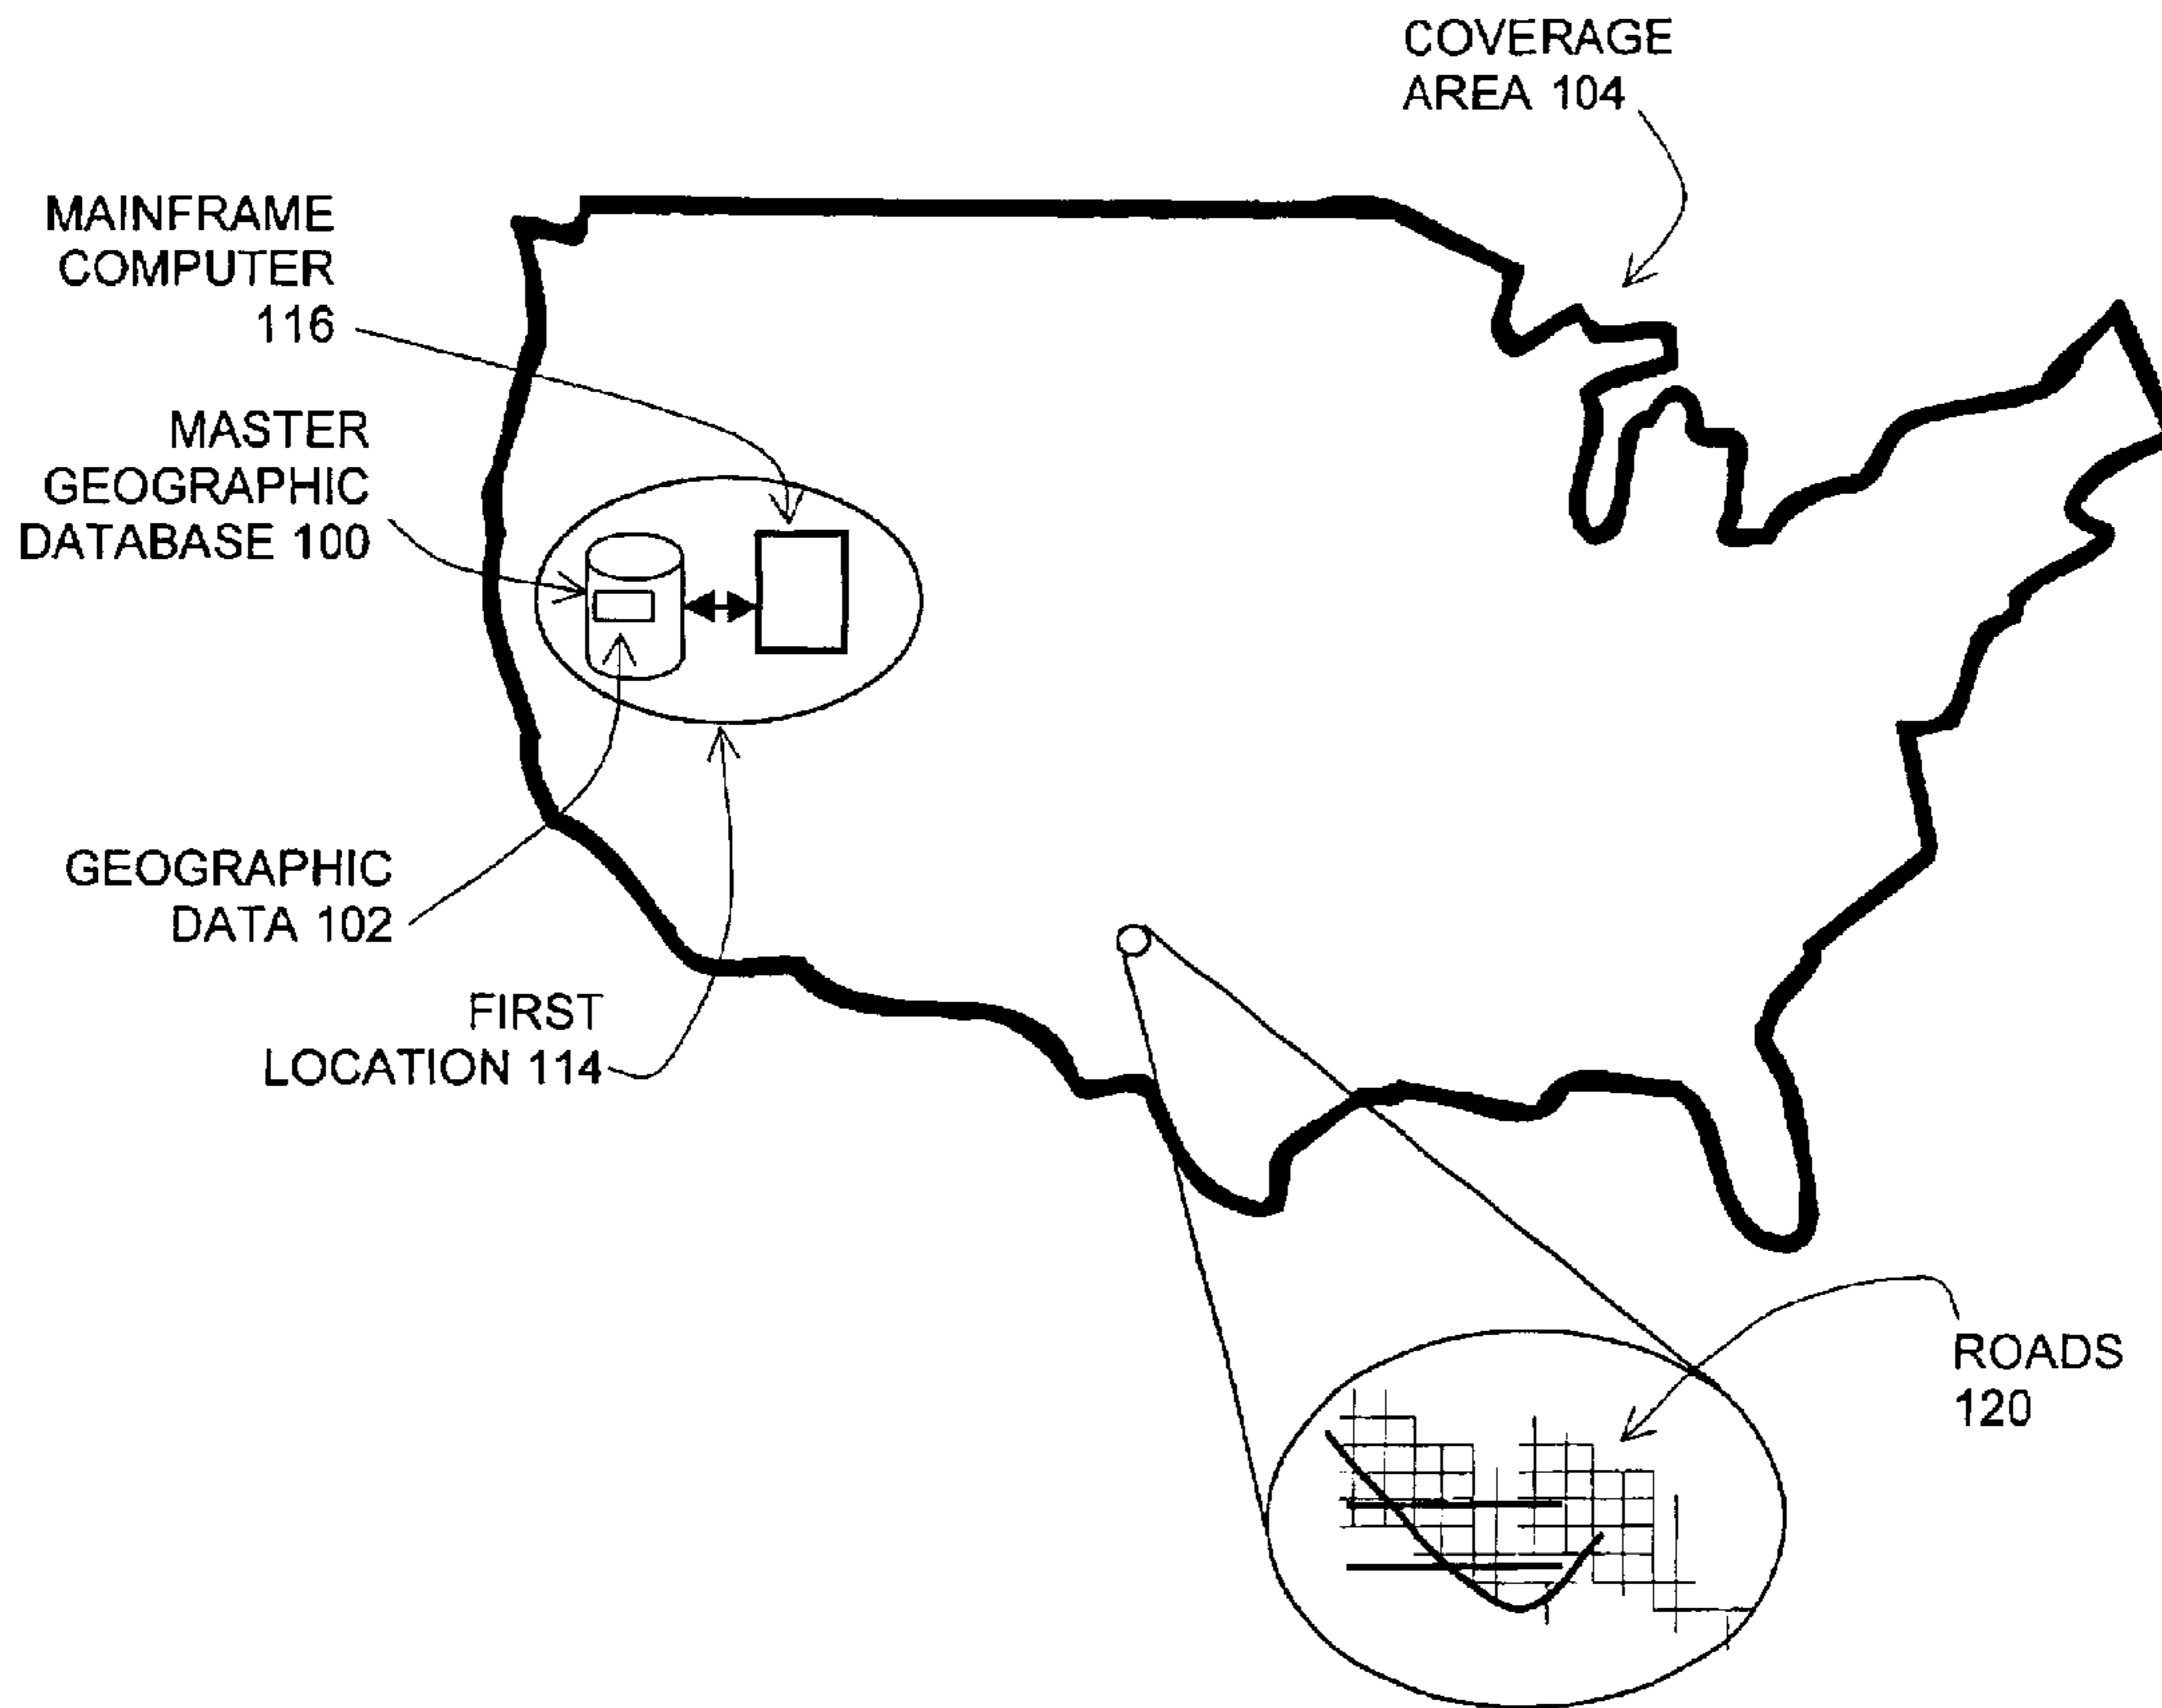 COVERAGE
AREA 104
MAINFRAME
COMPUTER
116
MASTER
GEOGRAPHIC
DATABASE 100
GEOGRAPHIC
DATA 102
FIRST
LOCATION 114
ROADS
120